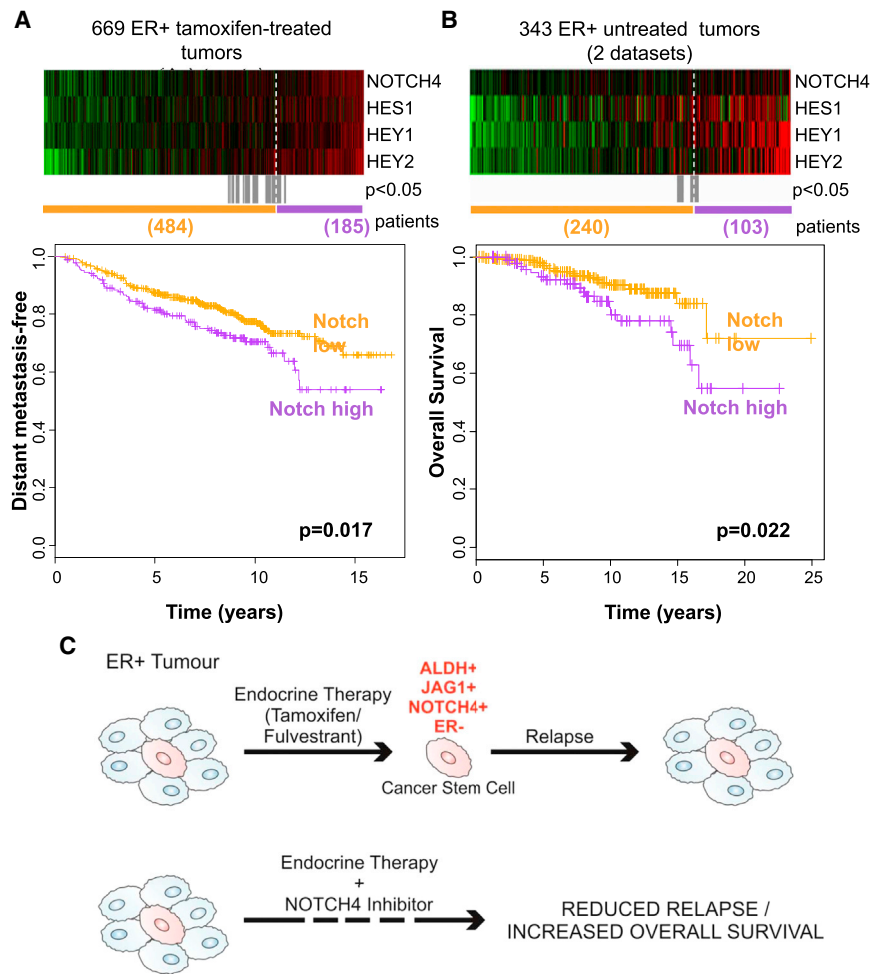 A
669 ER+ tamoxifen-treated
tumors
NOTCH4
HES1
HEY1
HEY2
p<0.05
(484)
(185)
patients
Distant metastasis-free
1.0
0.8
0.6
0.4
0.2
0.0
Notch
low
Notch high
p=0.017
0
5
10
15
Time (years)
B
343 ER+ untreated tumors
(2 datasets)
NOTCH4
HES1
HEY1
HEY2
p<0.05
(240)
(103)
patients
Overall Survival
1.0
0.8
0.6
0.4
0.2
0.0
Notch
low
Notch high
p=0.022
0
5
10
15
20
25
Time (years)
C
ER+ Tumour
Endocrine Therapy
(Tamoxifen/
Fulvestrant)
ALDH+
JAG1+
NOTCH4+
ER-
Cancer Stem Cell
Relapse
Endocrine Therapy
+
NOTCH4 Inhibitor
REDUCED RELAPSE /
INCREASED OVERALL SURVIVAL